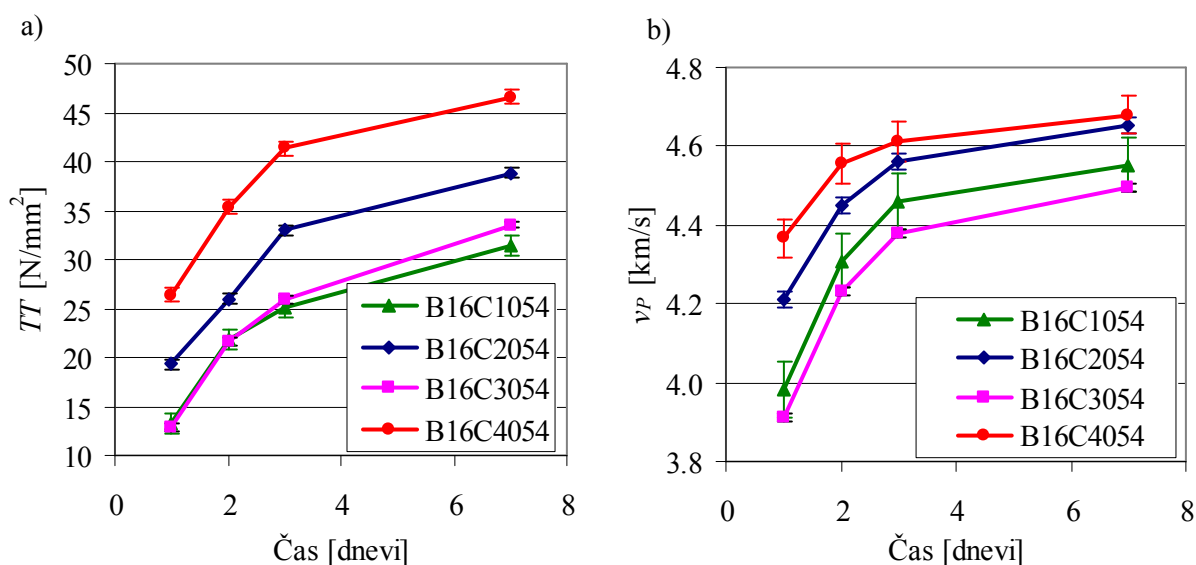 a)
TT [N/mm²]
50
45
40
35
30
25
20
15
10
B16C1054
B16C2054
B16C3054
B16C4054
0 2 4 6 8
Čas [dnevi]
b)
vP [km/s]
4.8
4.6
4.4
4.2
4.0
3.8
B16C1054
B16C2054
B16C3054
B16C4054
0 2 4 6 8
Čas [dnevi]